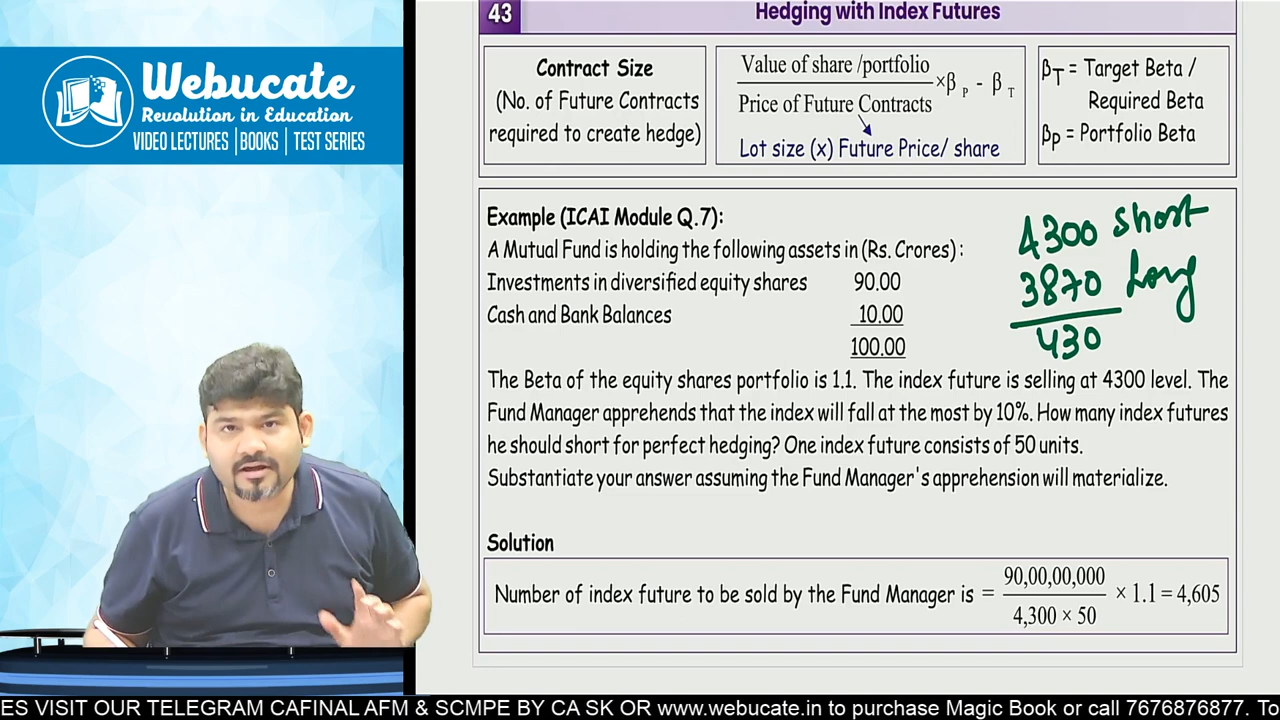 43
Hedging with Index Futures
Webucate
Revolution in Education
VIDEO LECTURES | BOOKS | TEST SERIES
Contract Size
(No. of Future Contracts
required to create hedge)
Value of share /portfolio
Price of Future Contracts
×β P - β T
Lot size (x) Future Price/ share
βT = Target Beta /
Required Beta
βP = Portfolio Beta
Example (ICAI Module Q.7):
A Mutual Fund is holding the following assets in (Rs. Crores) :
Investments in diversified equity shares 90.00
Cash and Bank Balances 10.00
100.00
4300 short
3870 Long
430
The Beta of the equity shares portfolio is 1.1. The index future is selling at 4300 level. The
Fund Manager apprehends that the index will fall at the most by 10%. How many index futures
he should short for perfect hedging? One index future consists of 50 units.
Substantiate your answer assuming the Fund Manager's apprehension will materialize.
Solution
Number of index future to be sold by the Fund Manager is = 90,00,00,000
4,300 × 50
× 1.1 = 4,605
ES VISIT OUR TELEGRAM CAFINAL AFM & SCMPE BY CA SK OR www.webucate.in to purchase Magic Book or call 7676876877. To